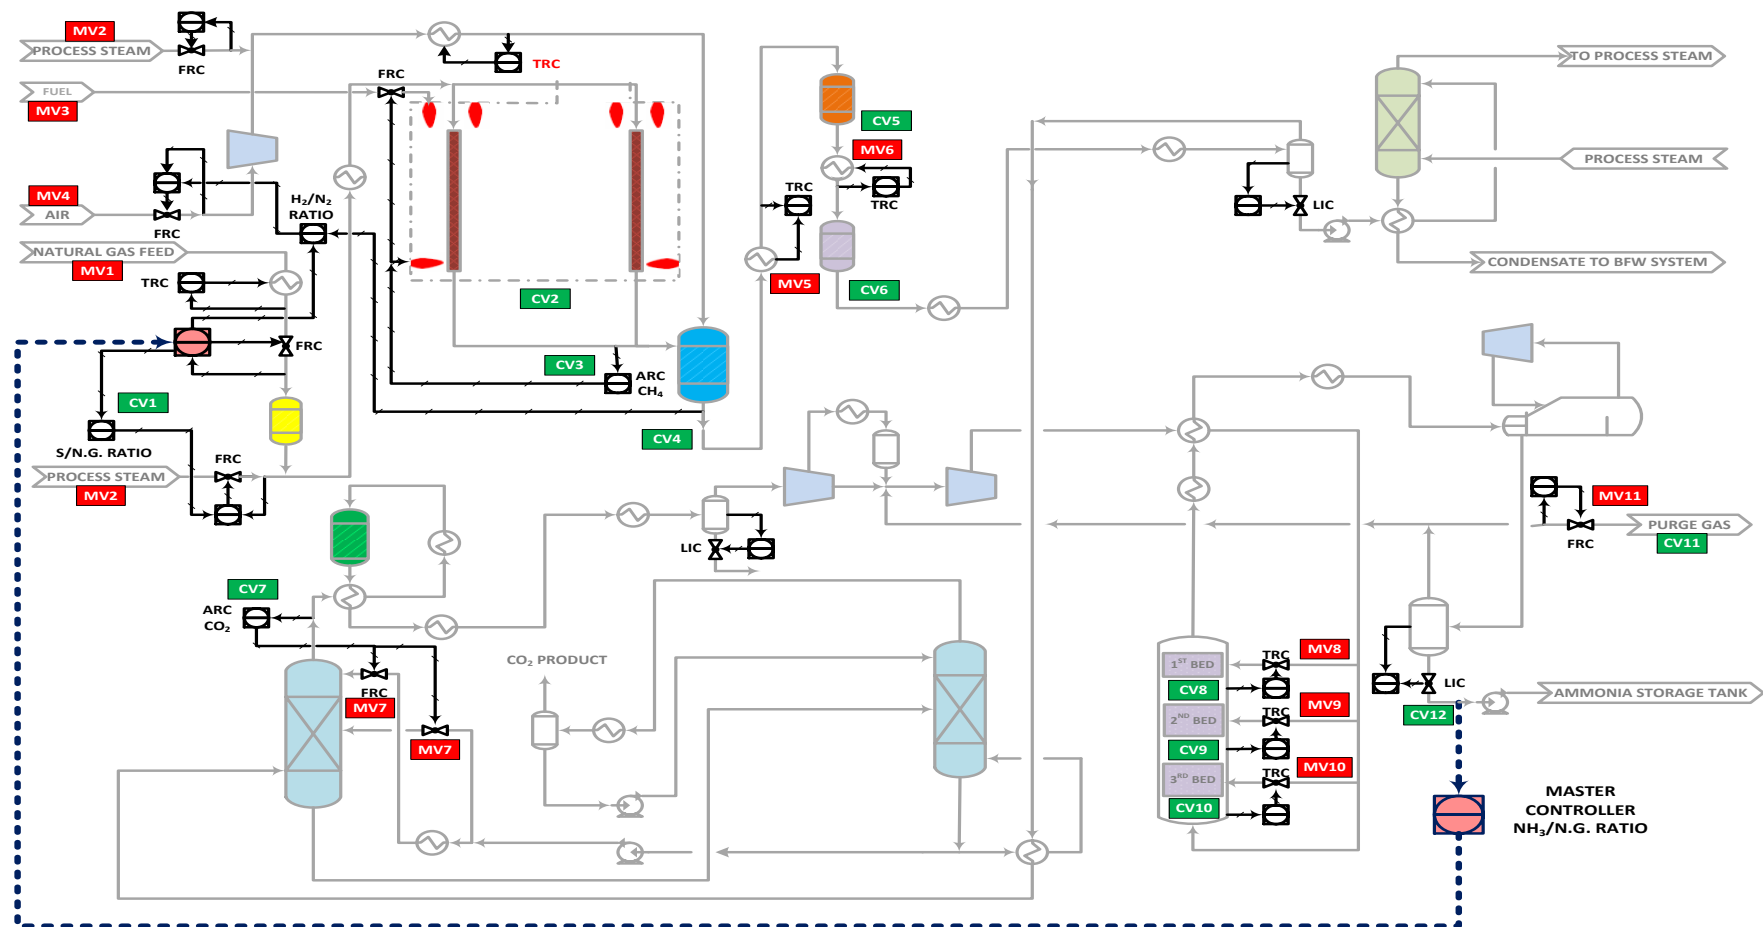 MV2
PROCESS STEAM
FRC
TRC
FUEL
MV3
FRC
MV4
AIR
FRC
H2/N2
RATIO
NATURAL GAS FEED
MV1
TRC
FRC
CV1
S/N.G. RATIO
FRC
PROCESS STEAM
MV2
CV2
CV3
ARC
CH4
CV4
CV5
MV6
TRC
TRC
MV5
CV6
TO PROCESS STEAM
PROCESS STEAM
LIC
CONDENSATE TO BFW SYSTEM
MV11
PURGE GAS
FRC
CV11
LIC
CV7
ARC
CO2
FRC
MV7
MV7
CO2 PRODUCT
1ST BED
TRC
MV8
CV8
2ND BED
TRC
MV9
CV9
3RD BED
TRC
MV10
CV10
LIC
AMMONIA STORAGE TANK
CV12
MASTER
CONTROLLER
NH3/N.G. RATIO